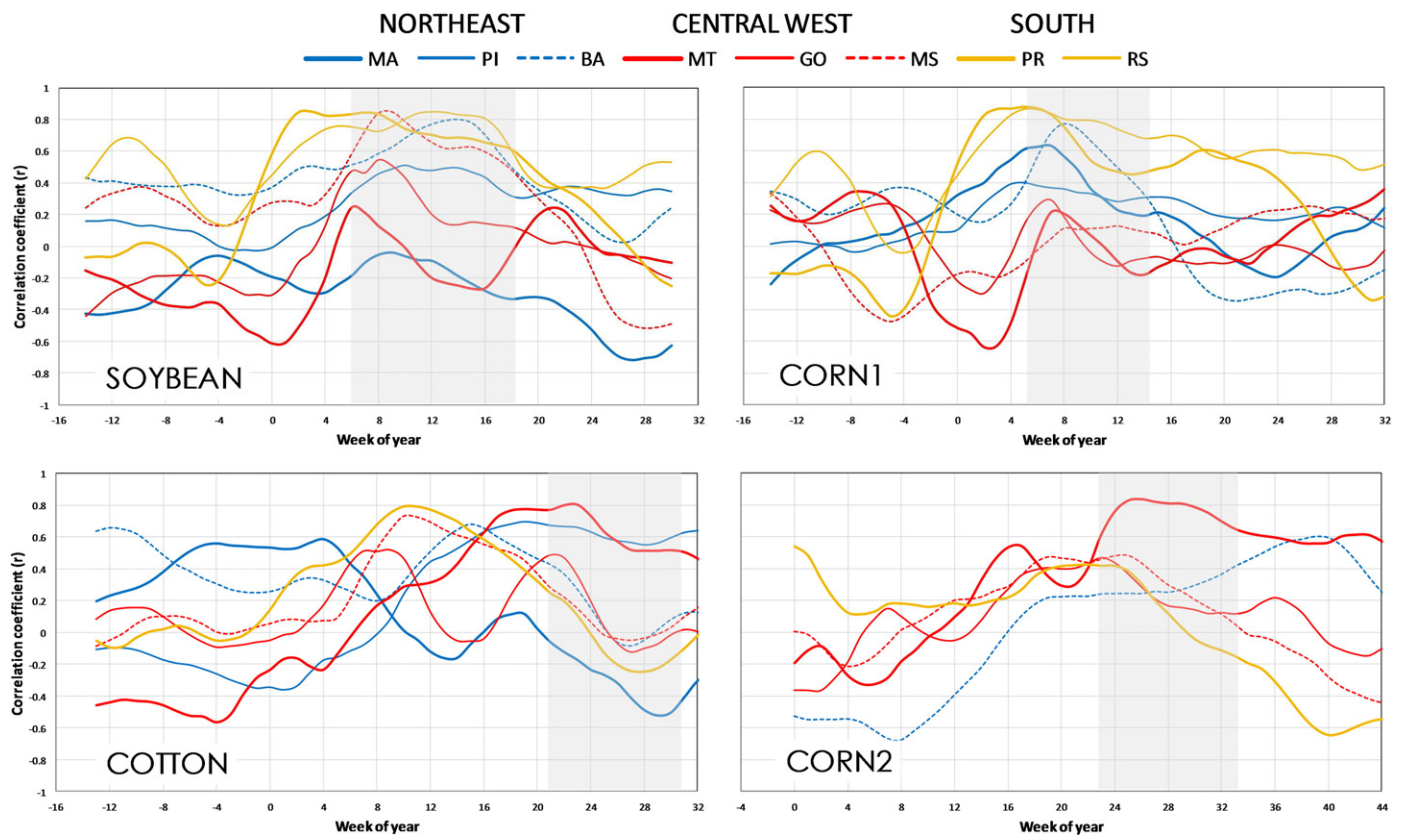 NORTHEAST CENTRAL WEST SOUTH
MA PI BA MT GO MS PR RS
Correlation coefficient (r)
1
0.8
0.6
0.4
0.2
0
-0.2
-0.4
-0.6
-0.8
-1
SOYBEAN
-16 -12 -8 -4 0 4 8 12 16 20 24 28 32
Week of year
CORN1
-16 -12 -8 -4 0 4 8 12 16 20 24 28 32
Week of year
Correlation coefficient (r)
1
0.8
0.6
0.4
0.2
0
-0.2
-0.4
-0.6
-0.8
-1
COTTON
-16 -12 -8 -4 0 4 8 12 16 20 24 28 32
Week of year
CORN2
-4 0 4 8 12 16 20 24 28 32 36 40 44
Week of year